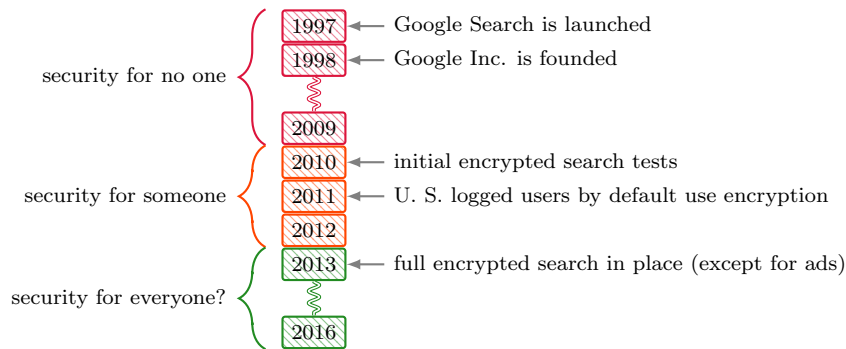 1997 Google Search is launched
1998 Google Inc. is founded
security for no one
2009
2010 initial encrypted search tests
security for someone 2011 U. S. logged users by default use encryption
2012
2013 full encrypted search in place (except for ads)
security for everyone?
2016